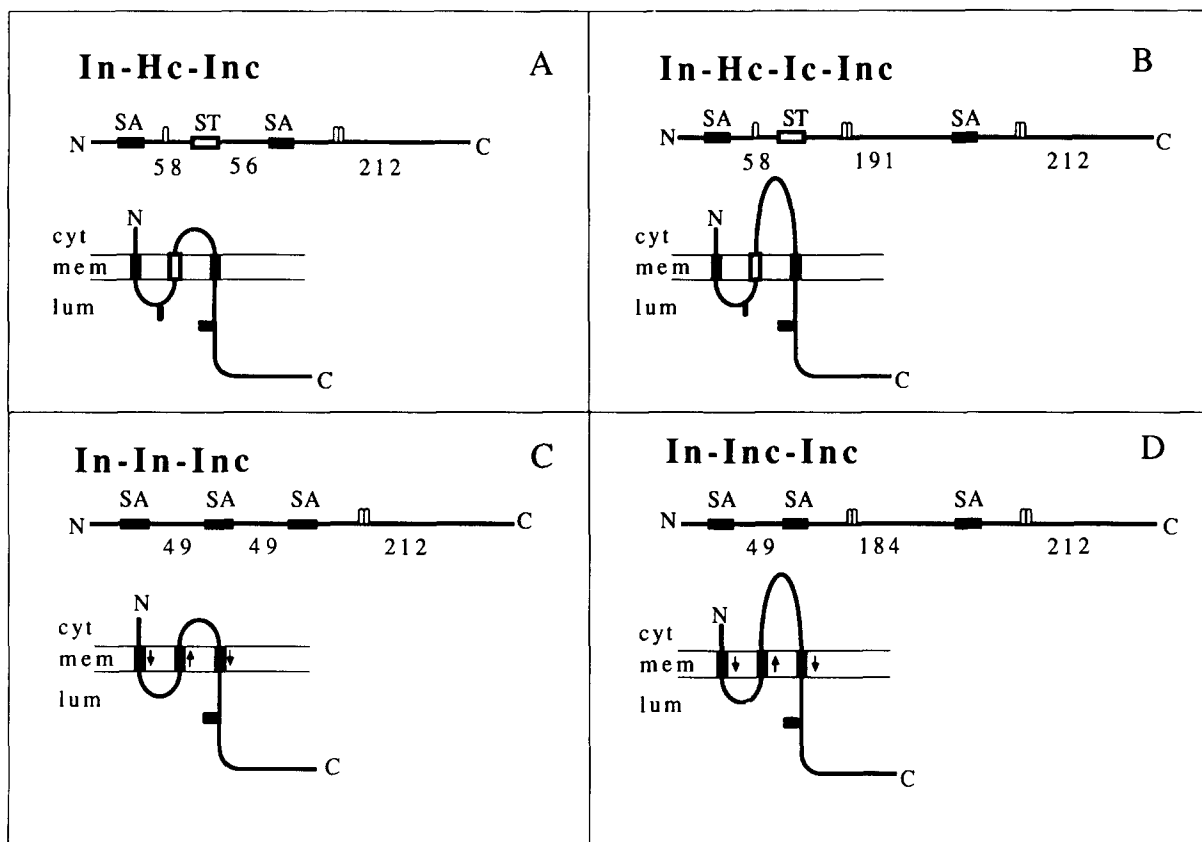 In-Hc-Inc A
SA ST SA
N C
58 56 212
N
cyt
mem
lum
C
In-Hc-Ic-Inc B
SA ST SA
N C
58 191 212
N
cyt
mem
lum
C
In-In-Inc C
SA SA SA
N C
49 49 212
N
cyt
mem
lum
C
In-Inc-Inc D
SA SA SA
N C
49 184 212
N
cyt
mem
lum
C